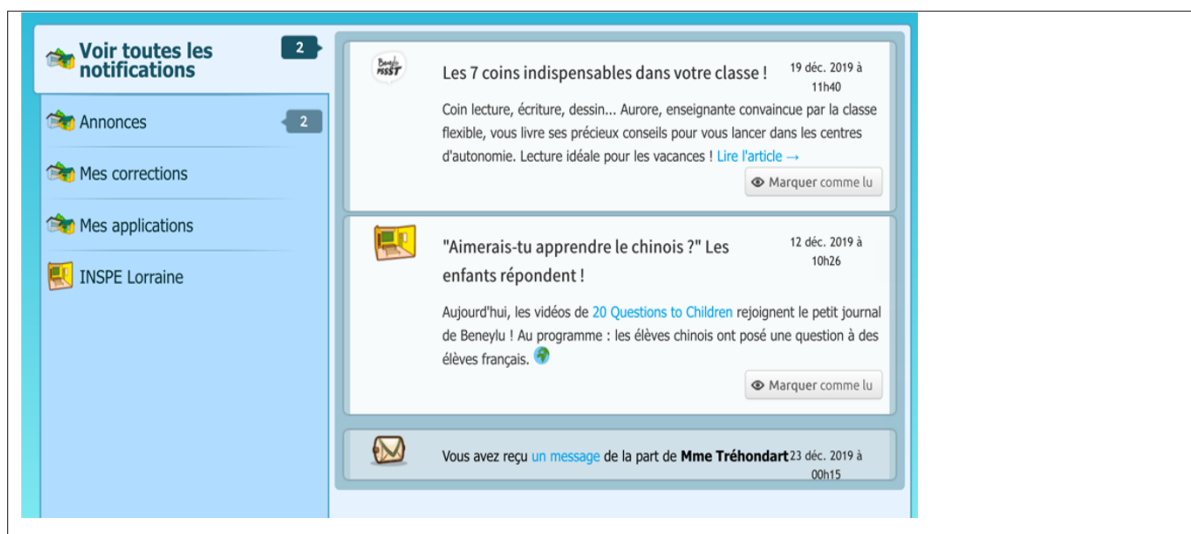 Voir toutes les
notifications
2
Annonces
2
Mes corrections
Mes applications
INSPE Lorraine
Beneylu
PSSST
Les 7 coins indispensables dans votre classe !
19 déc. 2019 à
11h40
Coin lecture, écriture, dessin... Aurore, enseignante convaincue par la classe
flexible, vous livre ses précieux conseils pour vous lancer dans les centres
d'autonomie. Lecture idéale pour les vacances ! Lire l'article →
Marquer comme lu
"Aimerais-tu apprendre le chinois ?" Les
enfants répondent !
12 déc. 2019 à
10h26
Aujourd'hui, les vidéos de 20 Questions to Children rejoignent le petit journal
de Beneylu ! Au programme : les élèves chinois ont posé une question à des
élèves français.
Marquer comme lu
Vous avez reçu un message de la part de Mme Tréhondart
23 déc. 2019 à
00h15